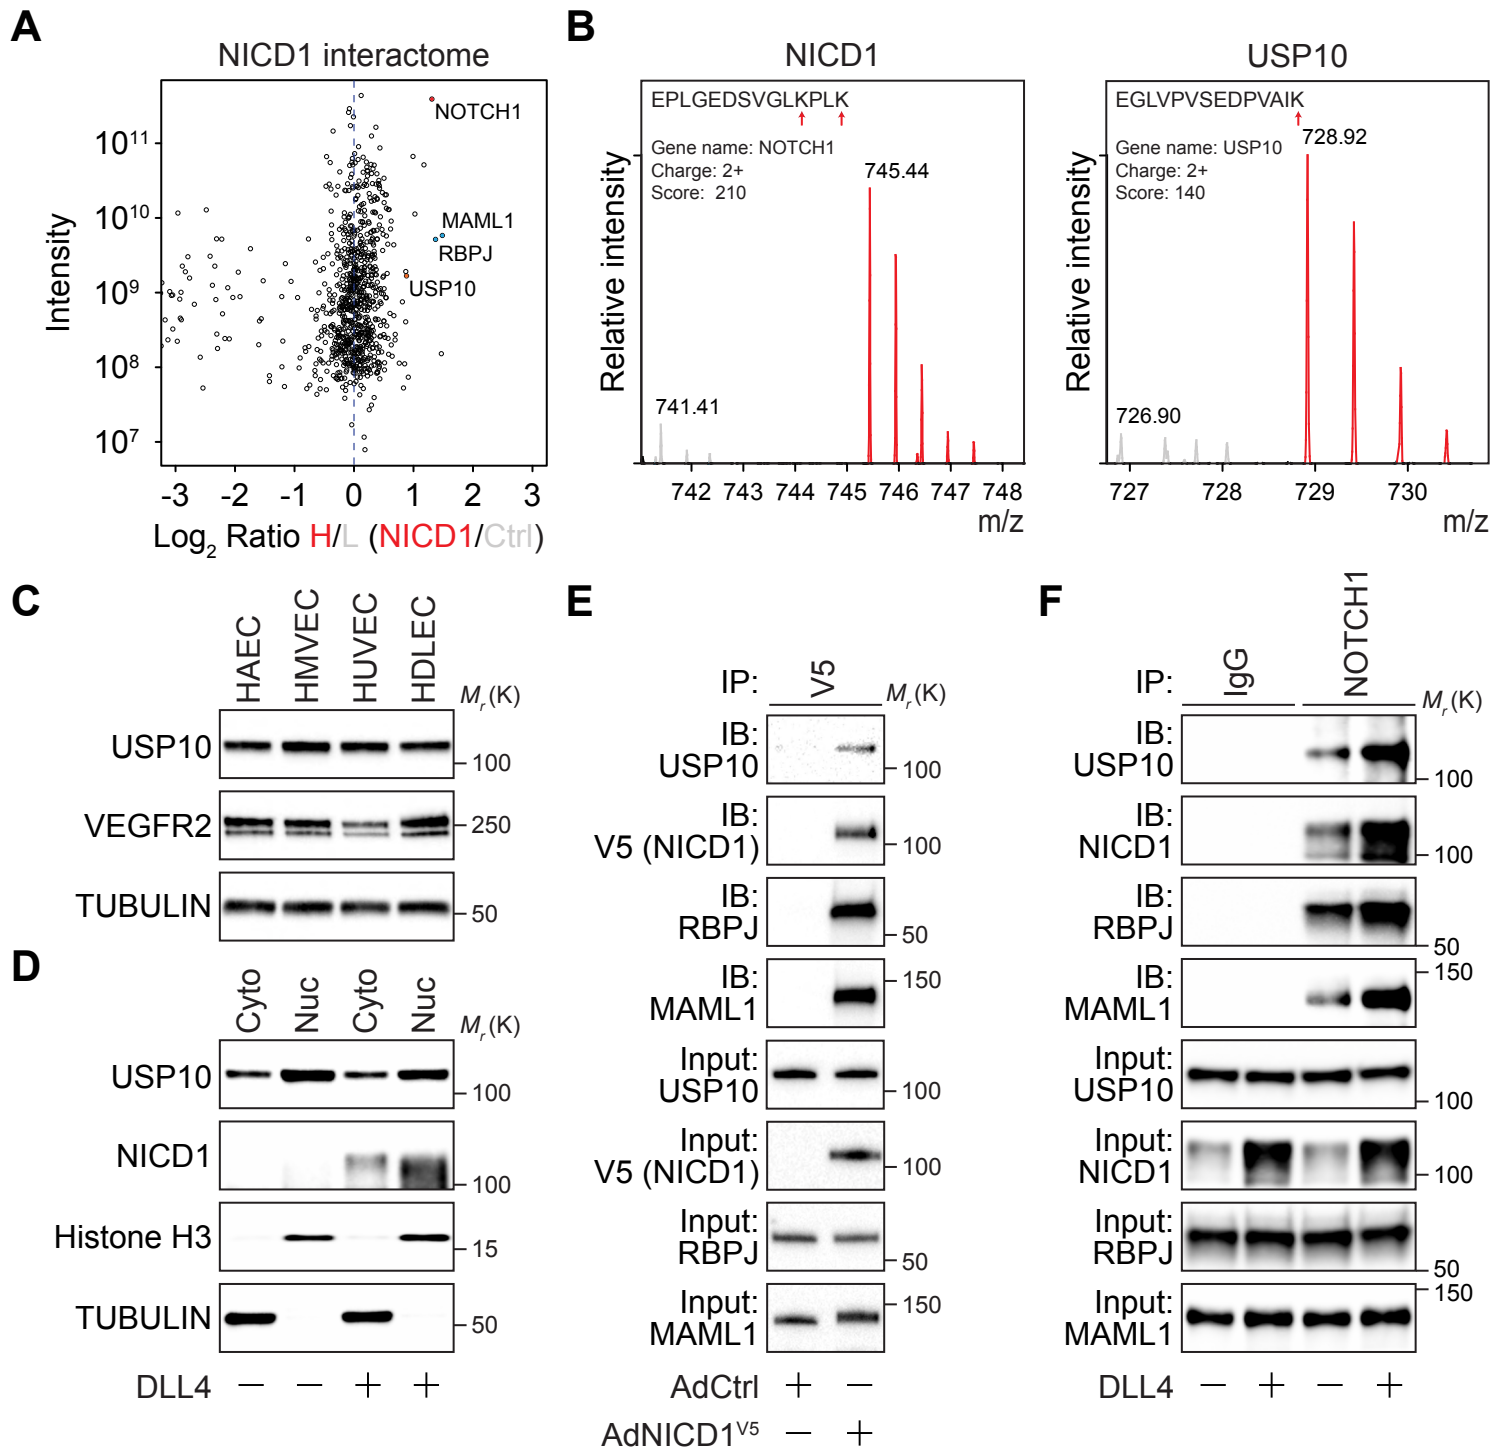 A
NICD1 interactome
Intensity
10¹¹
10¹⁰
10⁹
10⁸
10⁷
NOTCH1
MAML1
RBPJ
USP10
-3 -2 -1 0 1 2 3
Log₂ Ratio H/L (NICD1/Ctrl)
B
NICD1
Relative intensity
EPLGEDSVGLKPLK
Gene name: NOTCH1
Charge: 2+
Score: 210
745.44
741.41
742 743 744 745 746 747 748
m/z
USP10
Relative intensity
EGLVPVSEDPVAIK
Gene name: USP10
Charge: 2+
Score: 140
728.92
726.90
727 728 729 730
m/z
C
HAEC HMVEC HUVEC HDLEC
Mᵣ (K)
USP10
100
VEGFR2
250
TUBULIN
50
D
Cyto Nuc Cyto Nuc
Mᵣ (K)
USP10
100
NICD1
100
Histone H3
15
TUBULIN
50
DLL4 − − + +
E
IP: V5
Mᵣ (K)
IB:
USP10
100
IB:
V5 (NICD1)
100
IB:
RBPJ
50
IB:
MAML1
150
Input:
USP10
100
Input:
V5 (NICD1)
100
Input:
RBPJ
50
Input:
MAML1
150
AdCtrl + −
AdNICD1ⱽ⁵ − +
F
IP: IgG NOTCH1
Mᵣ (K)
IB:
USP10
100
IB:
NICD1
100
IB:
RBPJ
50
IB:
MAML1
150
Input:
USP10
100
Input:
NICD1
100
Input:
RBPJ
50
Input:
MAML1
150
DLL4 − + − +